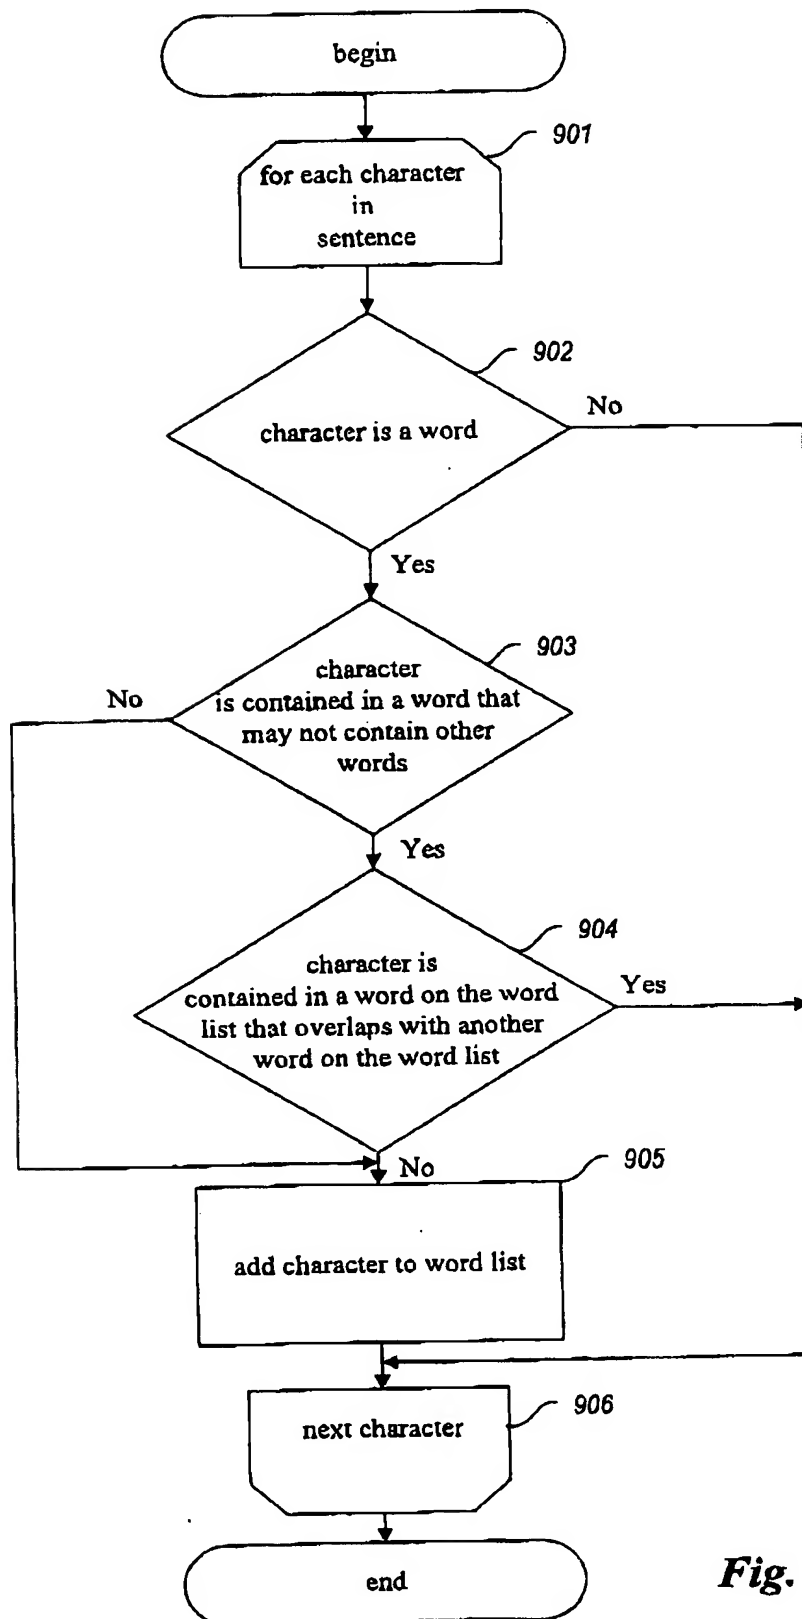 begin
901
for each character
in
sentence
902
character is a word
No
Yes
903
character
is contained in a word that
may not contain other
words
No
Yes
904
character is
contained in a word on the word
list that overlaps with another
word on the word list
Yes
No
905
add character to word list
next character
906
end
Fig.